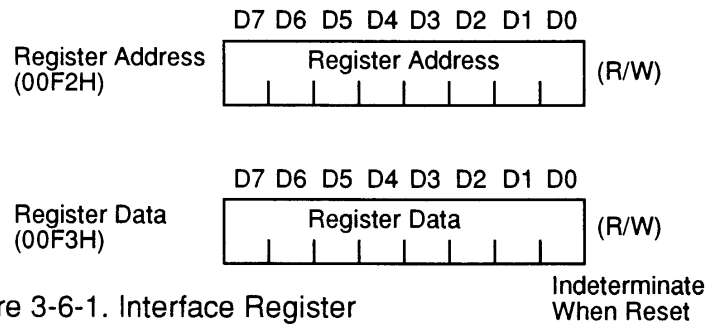 D7 D6 D5 D4 D3 D2 D1 D0
Register Address
(00F2H)
Register Address
(R/W)
D7 D6 D5 D4 D3 D2 D1 D0
Register Data
(00F3H)
Register Data
(R/W)
Indeterminate
When Reset
re 3-6-1. Interface Register